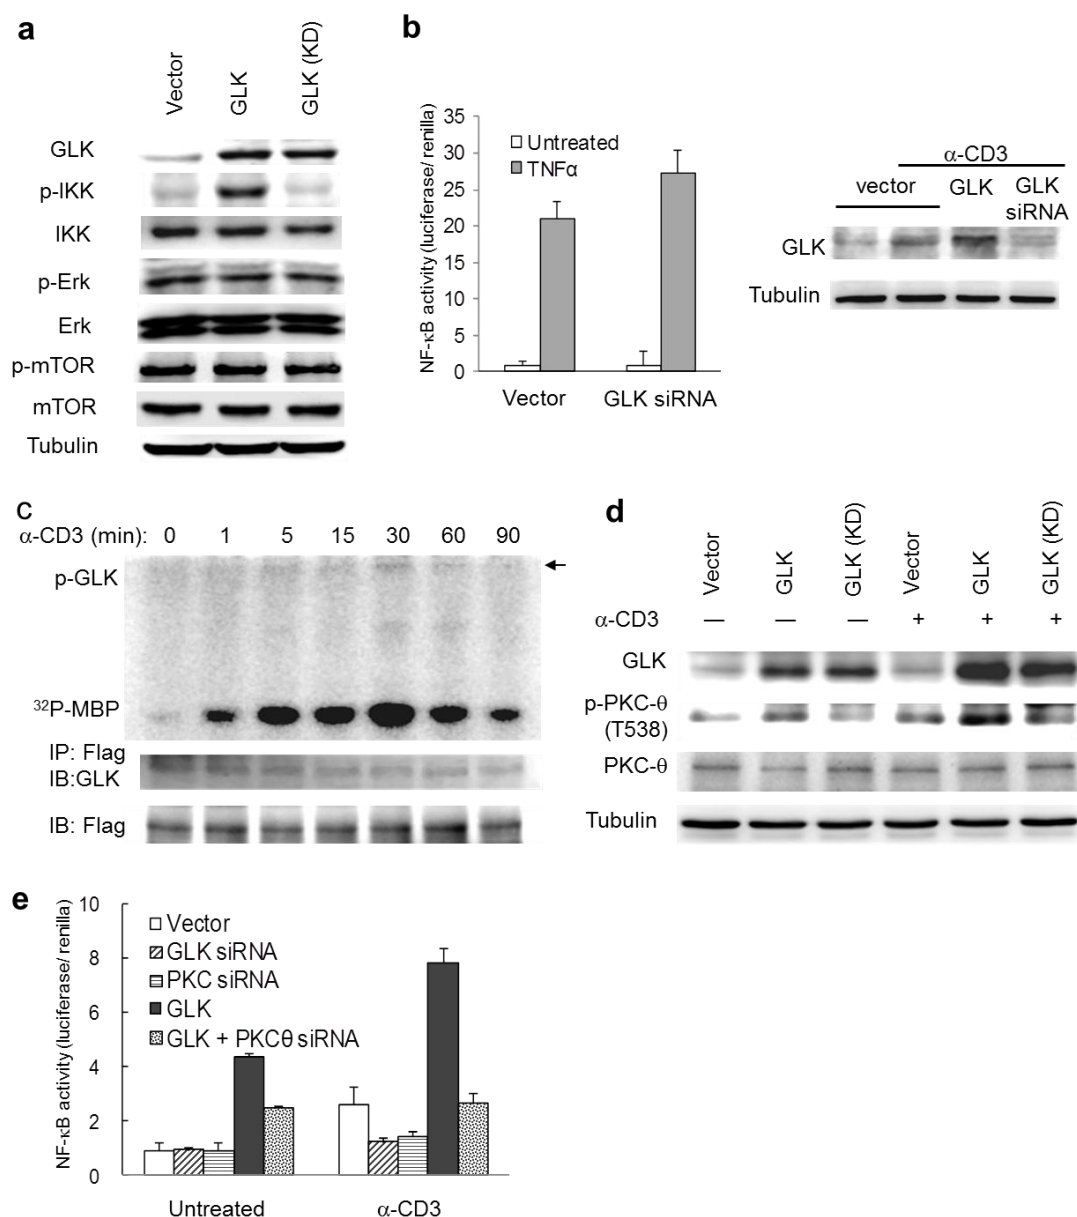 a
Vector
GLK
GLK (KD)
GLK
p-IKK
IKK
p-Erk
Erk
p-mTOR
mTOR
Tubulin
b
NF-κB activity (luciferase/ renilla)
35
30
25
20
15
10
5
0
Untreated
TNFα
Vector
GLK siRNA
α-CD3
vector
GLK
GLK
siRNA
GLK
Tubulin
c
α-CD3 (min): 0 1 5 15 30 60 90
p-GLK
³²P-MBP
IP: Flag
IB:GLK
IB: Flag
d
Vector
GLK
GLK (KD)
Vector
GLK
GLK (KD)
α-CD3 — — — + + +
GLK
p-PKC-θ
(T538)
PKC-θ
Tubulin
e
NF-κB activity (luciferase/ renilla)
10
8
6
4
2
0
Vector
GLK siRNA
PKC siRNA
GLK
GLK + PKCθ siRNA
Untreated
α-CD3